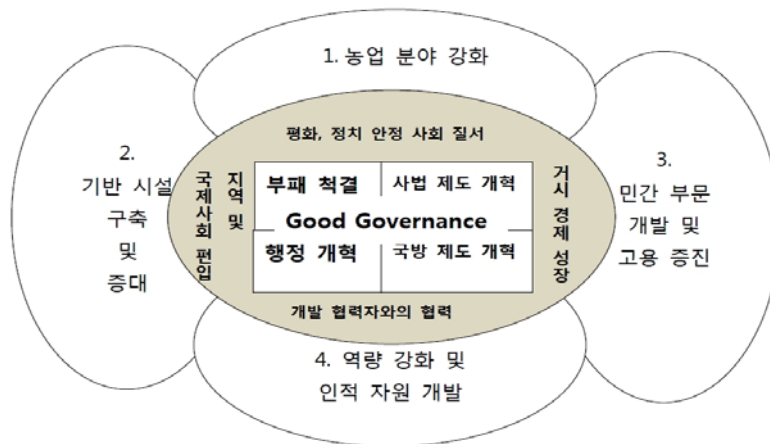 1. 농업 분야 강화
평화, 정치 안정 사회 질서
2.
기반 시설
구축
및
증대
지역 및
국제사회 편입
부패 척결
사법 제도 개혁
Good Governance
행정 개혁
국방 제도 개혁
거시 경제 성장
3.
민간 부문
개발 및
고용 증진
개발 협력자와의 협력
4. 역량 강화 및
인적 자원 개발